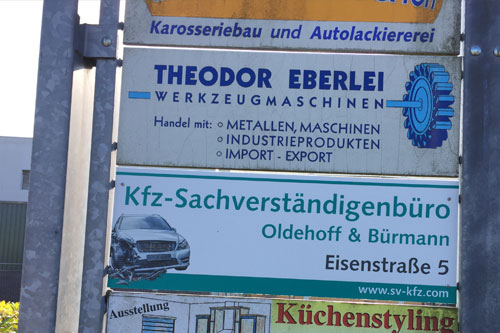 Karosseriebau und Autolackiererei
THEODOR EBERLEI
WERKZEUGMASCHINEN
Handel mit: ○ METALLEN, MASCHINEN
○ INDUSTRIEPRODUKTEN
○ IMPORT - EXPORT
Kfz-Sachverständigenbüro
Oldehoff & Bürmann
Eisenstraße 5
www.sv-kfz.com
Ausstellung
Küchenstyling